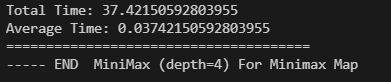 Total Time: 37.42150592803955
Average Time: 0.03742150592803955
=====================================
----- END  MiniMax (depth=4) For Minimax Map